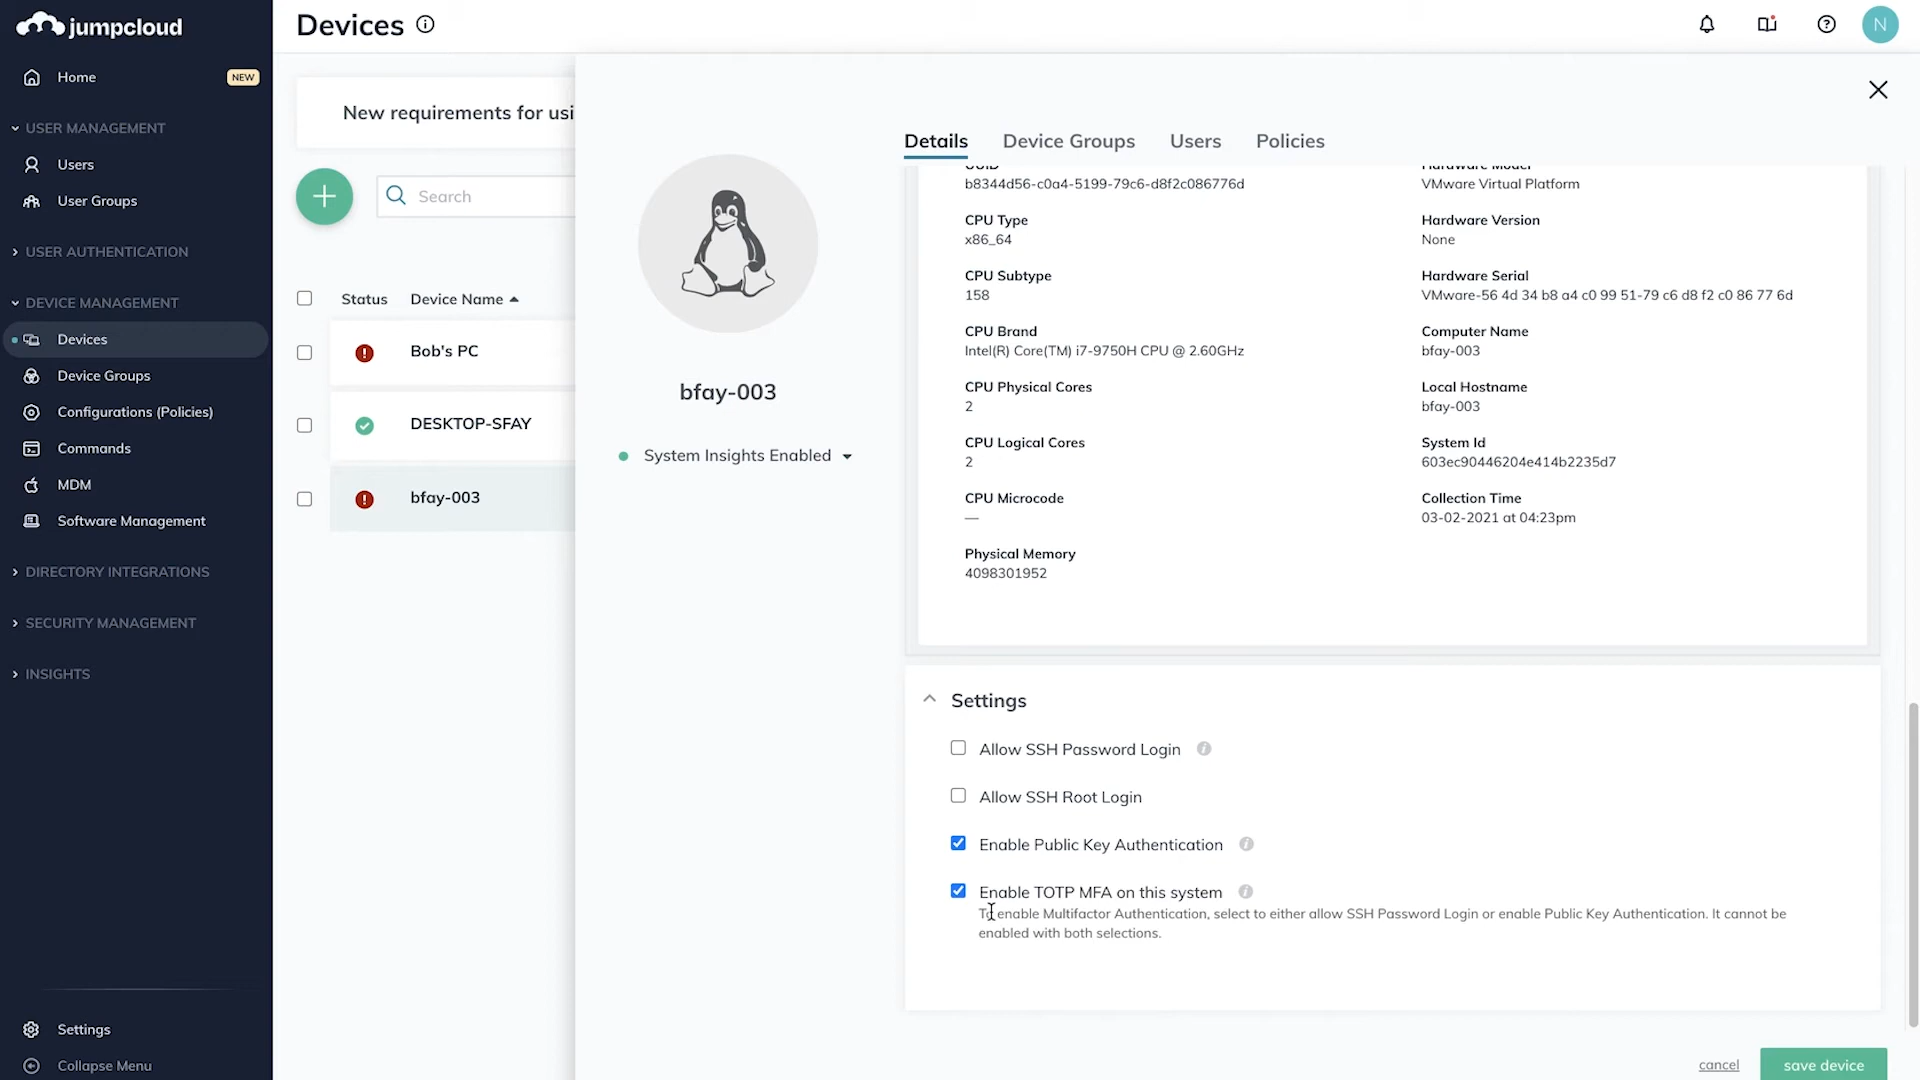 jumpcloud
Home
NEW
USER MANAGEMENT
Users
User Groups
USER AUTHENTICATION
DEVICE MANAGEMENT
Devices
Device Groups
Configurations (Policies)
Commands
MDM
Software Management
DIRECTORY INTEGRATIONS
SECURITY MANAGEMENT
INSIGHTS
Settings
Collapse Menu
Devices
N
New requirements for usi
Search
Status
Device Name
Bob's PC
DESKTOP-SFAY
bfay-003
bfay-003
System Insights Enabled
Details
Device Groups
Users
Policies
UUID
b8344d56-c0a4-5199-79c6-d8f2c086776d
CPU Type
x86_64
CPU Subtype
158
CPU Brand
Intel(R) Core(TM) i7-9750H CPU @ 2.60GHz
CPU Physical Cores
2
CPU Logical Cores
2
CPU Microcode
—
Physical Memory
4098301952
Hardware Model
VMware Virtual Platform
Hardware Version
None
Hardware Serial
VMware-56 4d 34 b8 a4 c0 99 51-79 c6 d8 f2 c0 86 77 6d
Computer Name
bfay-003
Local Hostname
bfay-003
System Id
603ec90446204e414b2235d7
Collection Time
03-02-2021 at 04:23pm
Settings
Allow SSH Password Login
Allow SSH Root Login
Enable Public Key Authentication
Enable TOTP MFA on this system
To enable Multifactor Authentication, select to either allow SSH Password Login or enable Public Key Authentication. It cannot be
enabled with both selections.
cancel
save device